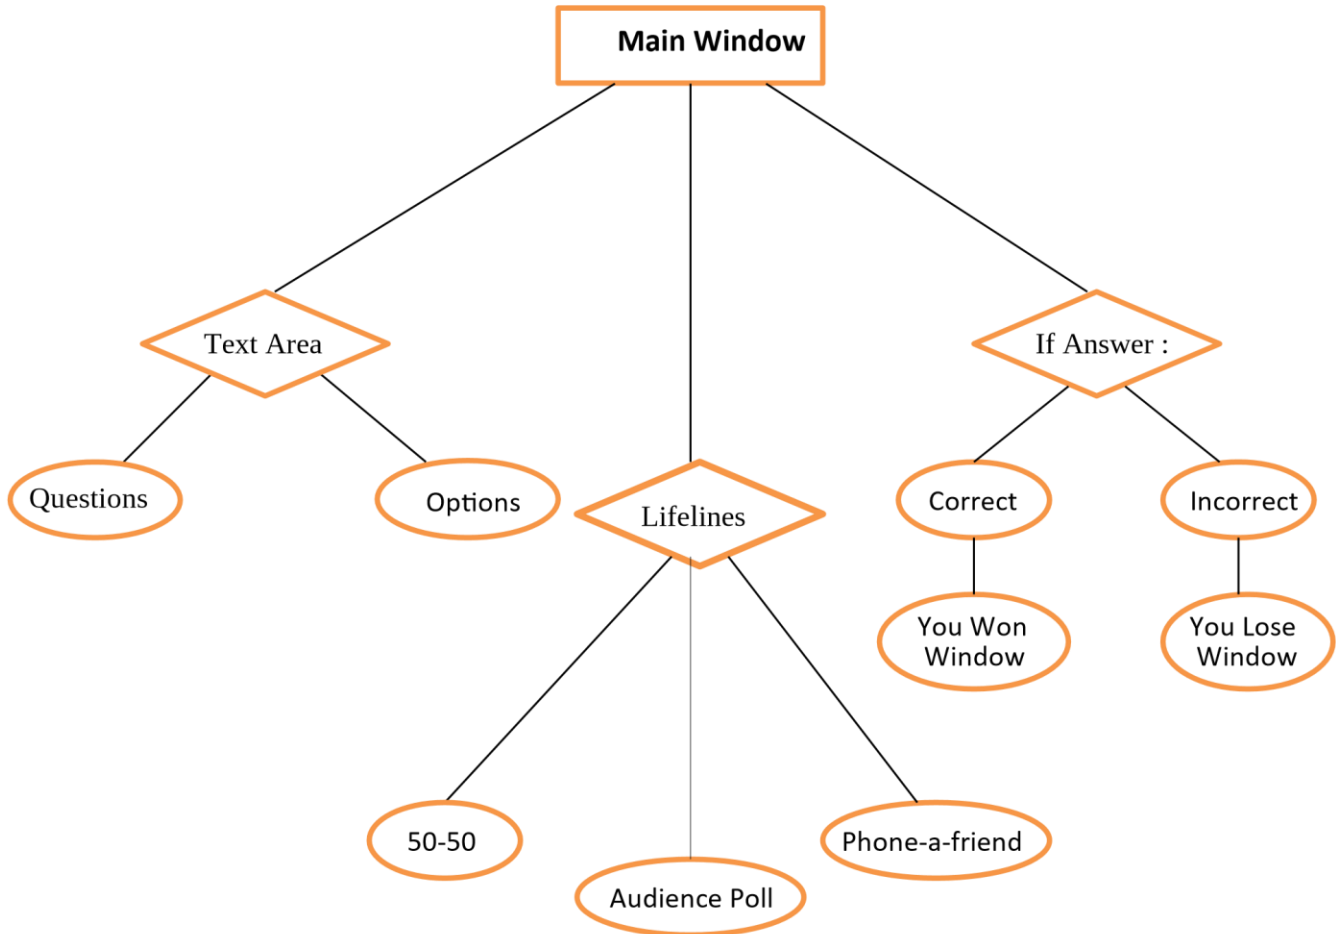 Main Window
Text Area
If Answer :
Questions
Options
Lifelines
Correct
Incorrect
You Won
Window
You Lose
Window
50-50
Phone-a-friend
Audience Poll